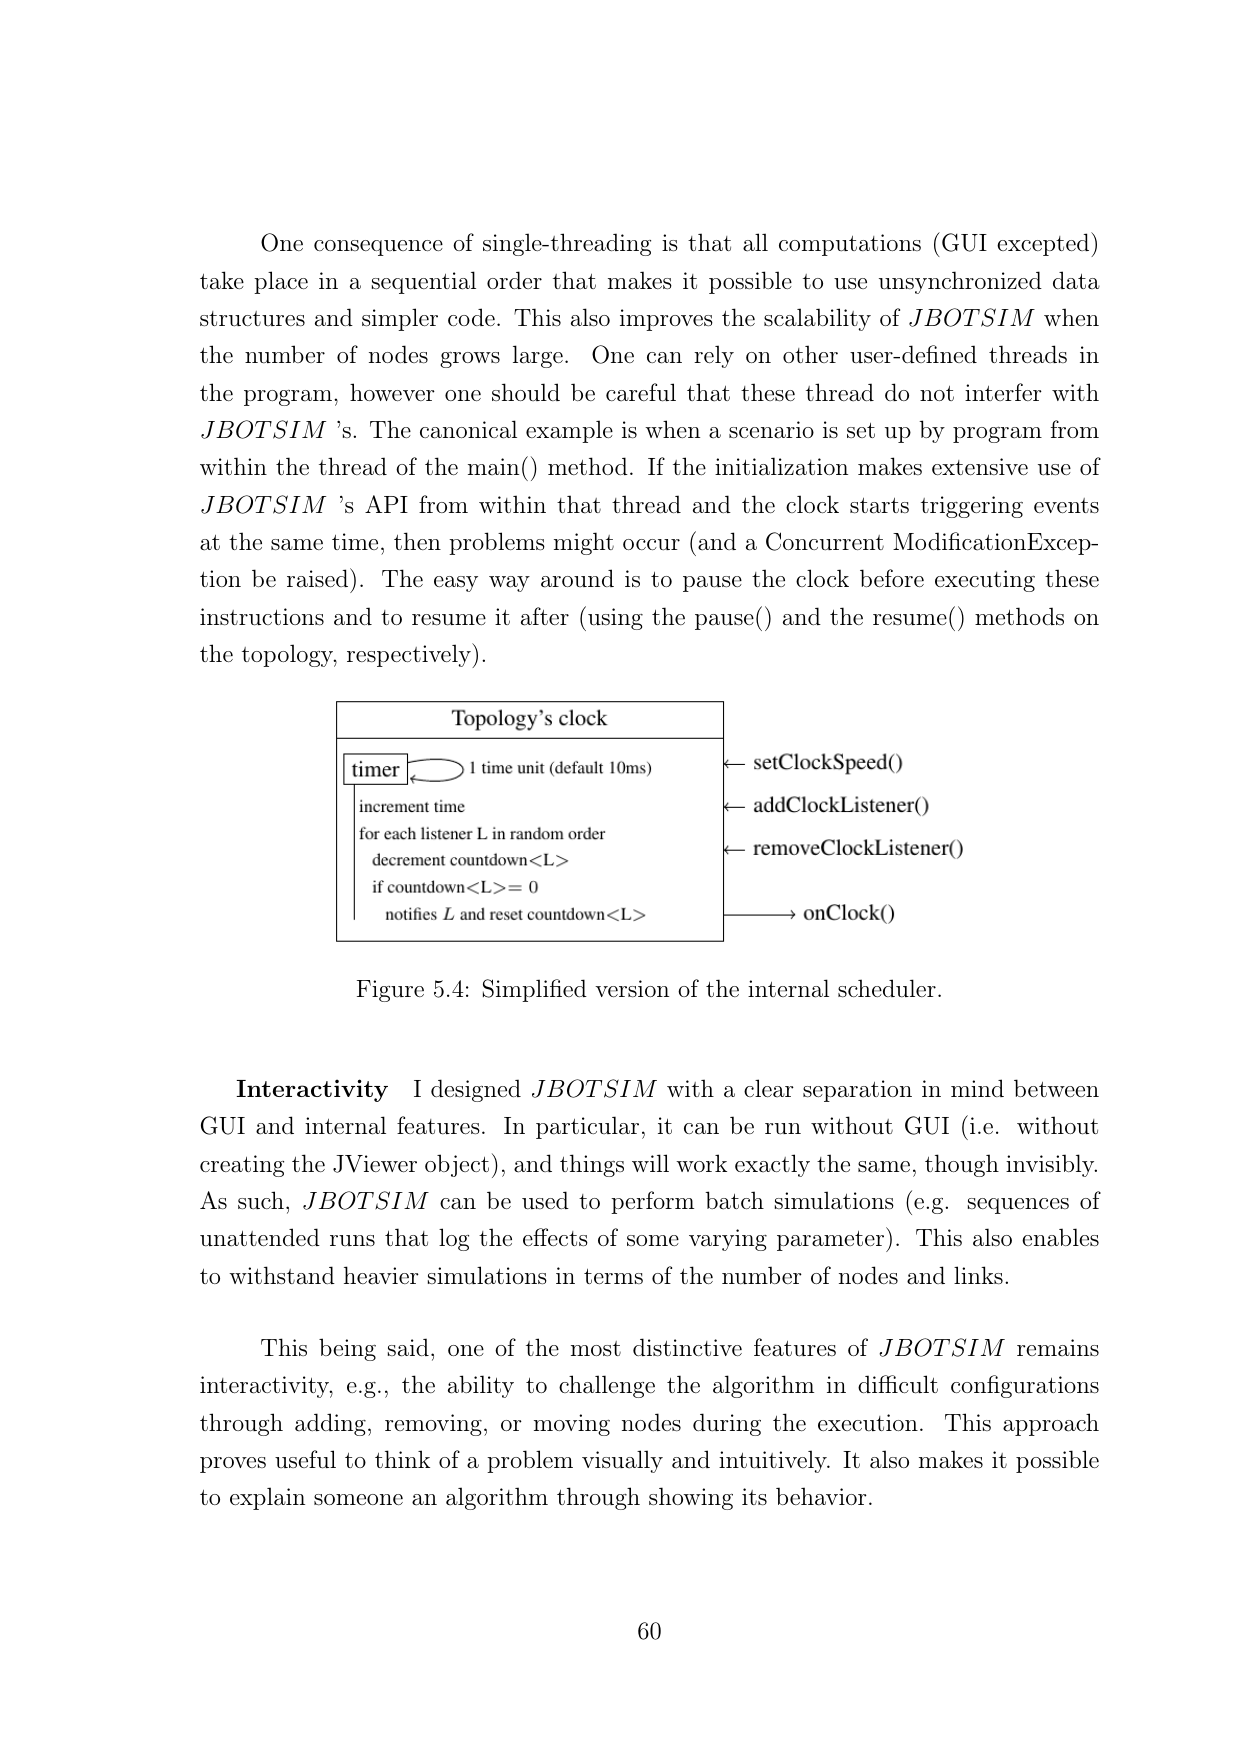 One consequence of single-threading is that all computations (GUI excepted)
take place in a sequential order that makes it possible to use unsynchronized data
structures and simpler code. This also improves the scalability of JBOTSIM when
the number of nodes grows large. One can rely on other user-defined threads in
the program, however one should be careful that these thread do not interfer with
JBOTSIM 's. The canonical example is when a scenario is set up by program from
within the thread of the main() method. If the initialization makes extensive use of
JBOTSIM 's API from within that thread and the clock starts triggering events
at the same time, then problems might occur (and a Concurrent ModificationExcep-
tion be raised). The easy way around is to pause the clock before executing these
instructions and to resume it after (using the pause() and the resume() methods on
the topology, respectively).
Topology's clock
timer 1 time unit (default 10ms)
increment time
for each listener L in random order
decrement countdown<L>
if countdown<L>= 0
notifies L and reset countdown<L>
← setClockSpeed()
← addClockListener()
← removeClockListener()
→ onClock()
Figure 5.4: Simplified version of the internal scheduler.
Interactivity I designed JBOTSIM with a clear separation in mind between
GUI and internal features. In particular, it can be run without GUI (i.e. without
creating the JViewer object), and things will work exactly the same, though invisibly.
As such, JBOTSIM can be used to perform batch simulations (e.g. sequences of
unattended runs that log the effects of some varying parameter). This also enables
to withstand heavier simulations in terms of the number of nodes and links.
This being said, one of the most distinctive features of JBOTSIM remains
interactivity, e.g., the ability to challenge the algorithm in difficult configurations
through adding, removing, or moving nodes during the execution. This approach
proves useful to think of a problem visually and intuitively. It also makes it possible
to explain someone an algorithm through showing its behavior.
60